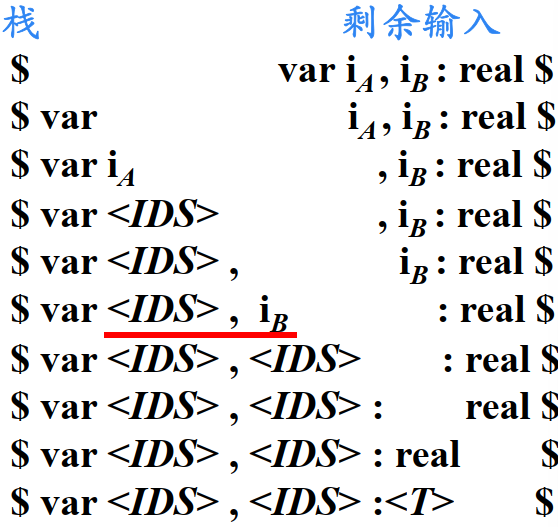 栈 剩余输入
$ var i_A , i_B : real $
$ var i_A , i_B : real $
$ var i_A , i_B : real $
$ var <IDS> , i_B : real $
$ var <IDS> , i_B : real $
$ var <IDS> , i_B : real $
$ var <IDS> , <IDS> : real $
$ var <IDS> , <IDS> : real $
$ var <IDS> , <IDS> : real $
$ var <IDS> , <IDS> :<T> $